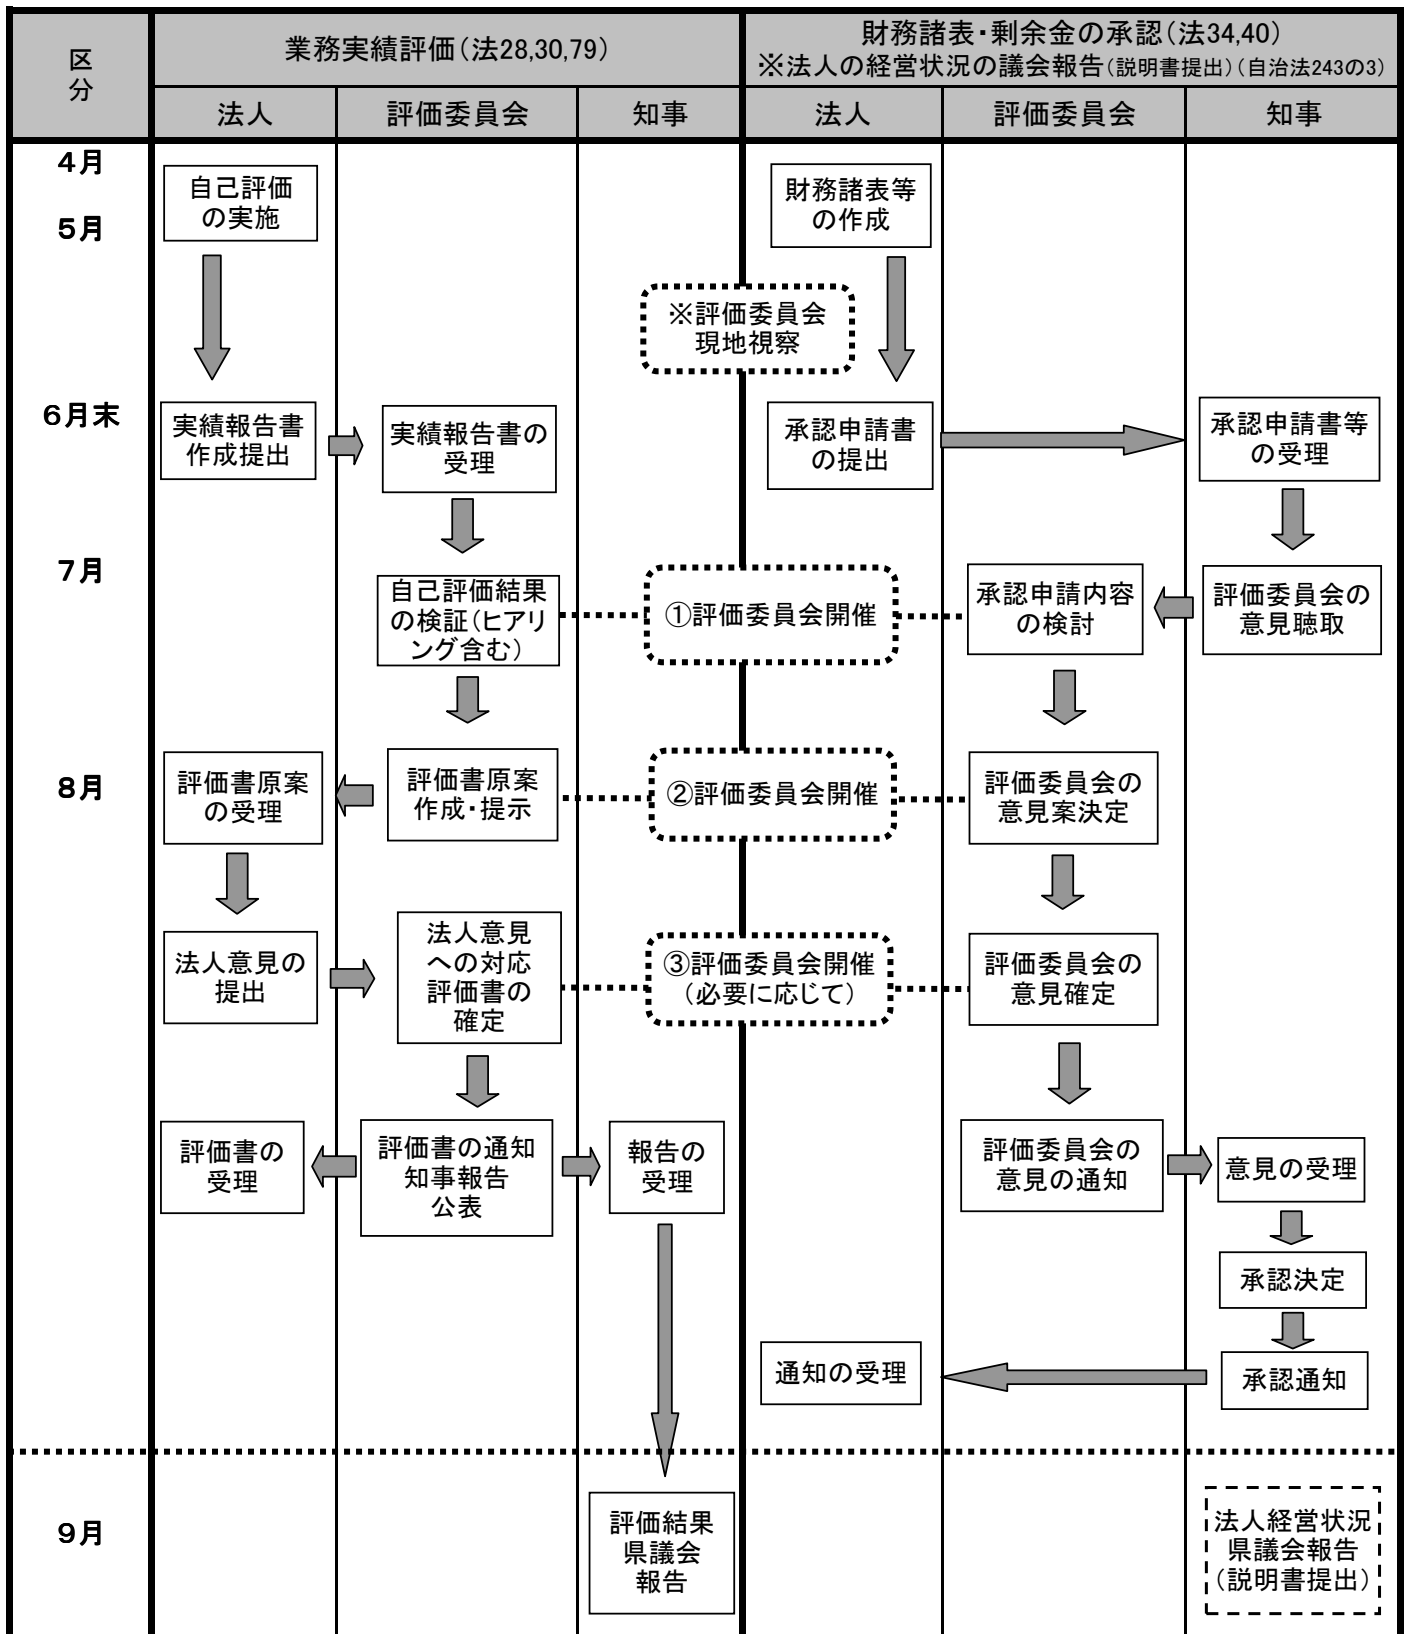 区
分
業務実績評価(法28,30,79)
財務諸表・剰余金の承認(法34,40)
※法人の経営状況の議会報告(説明書提出)(自治法243の3)
法人
評価委員会
知事
法人
評価委員会
知事
4月
自己評価
の実施
財務諸表等
の作成
5月
※評価委員会
現地視察
6月末
実績報告書
作成提出
実績報告書の
受理
承認申請書
の提出
承認申請書等
の受理
7月
自己評価結果
の検証(ヒアリ
ング含む)
①評価委員会開催
承認申請内容
の検討
評価委員会の
意見聴取
8月
評価書原案
の受理
評価書原案
作成・提示
②評価委員会開催
評価委員会の
意見案決定
法人意見の
提出
法人意見
への対応
評価書の
確定
③評価委員会開催
(必要に応じて)
評価委員会の
意見確定
評価書の
受理
評価書の通知
知事報告
公表
報告の
受理
評価委員会の
意見の通知
意見の受理
承認決定
通知の受理
承認通知
9月
評価結果
県議会
報告
法人経営状況
県議会報告
(説明書提出)